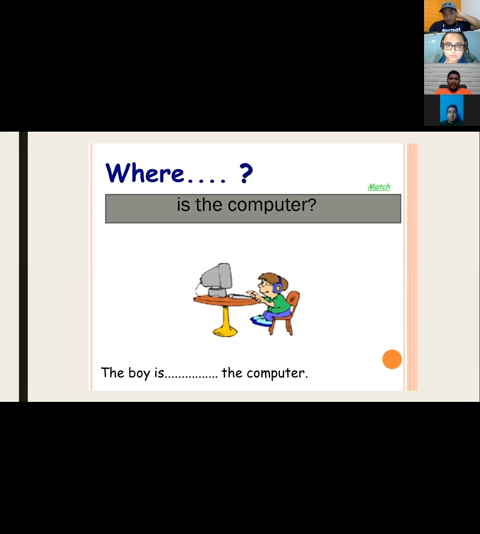 Where.... ?
Match
is the computer?
The boy is................ the computer.